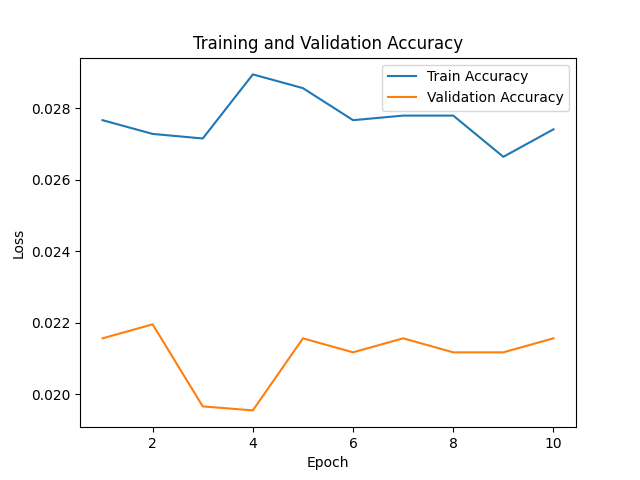 Training and Validation Accuracy
Train Accuracy
Validation Accuracy
0.028
0.026
0.024
0.022
0.020
Loss
2 4 6 8 10
Epoch